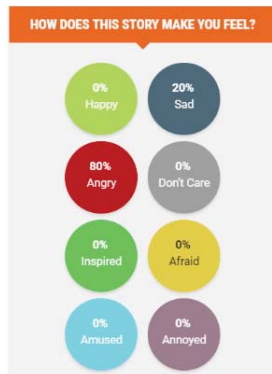 HOW DOES THIS STORY MAKE YOU FEEL?
0%
Happy
20%
Sad
80%
Angry
0%
Don't Care
0%
Inspired
0%
Afraid
0%
Amused
0%
Annoyed